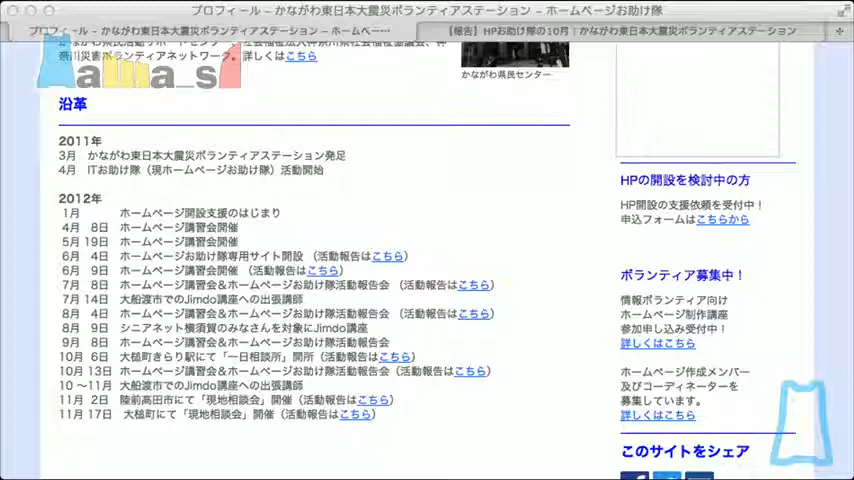 プロフィール - かながわ東日本大震災ボランティアステーション - ホームページお助け隊
プロフィール - かながわ東日本大震災ボランティアステーション - ホームペー…
【報告】HPお助け隊の10月｜かながわ東日本大震災ボランティアステーション
奈川災害ボランティアネットワーク。詳しくはこちら
かながわ県民センター
沿革
2011年
3月 かながわ東日本大震災ボランティアステーション発足
4月 ITお助け隊（現ホームページお助け隊）活動開始
2012年
1月 ホームページ開設支援のはじまり
4月 8日 ホームページ講習会開催
5月 19日 ホームページ講習会開催
6月 4日 ホームページお助け隊専用サイト開設 （活動報告はこちら）
6月 9日 ホームページ講習会開催 （活動報告はこちら）
7月 8日 ホームページ講習会＆ホームページお助け隊活動報告会 （活動報告はこちら）
7月 14日 大船渡市でのJimdo講座への出張講師
8月 4日 ホームページ講習会＆ホームページお助け隊活動報告会 （活動報告はこちら）
8月 9日 シニアネット横須賀のみなさんを対象にJimdo講座
9月 8日 ホームページ講習会＆ホームページお助け隊活動報告会
10月 6日 大槌町きらり駅にて「一日相談所」開所（活動報告はこちら）
10月 13日 ホームページ講習会＆ホームページお助け隊活動報告会（活動報告はこちら）
10 ～11月 大船渡市でのJimdo講座への出張講師
11月 2日 陸前高田市にて「現地相談会」開催（活動報告はこちら）
11月 17日 大槌町にて「現地相談会」開催（活動報告はこちら）
HPの開設を検討中の方
HP開設の支援依頼を受付中！
申込フォームはこちらから
ボランティア募集中！
情報ボランティア向け
ホームページ制作講座
参加申し込み受付中！
詳しくはこちら
ホームページ作成メンバー
及びコーディネーターを
募集しています。
詳しくはこちら
このサイトをシェア